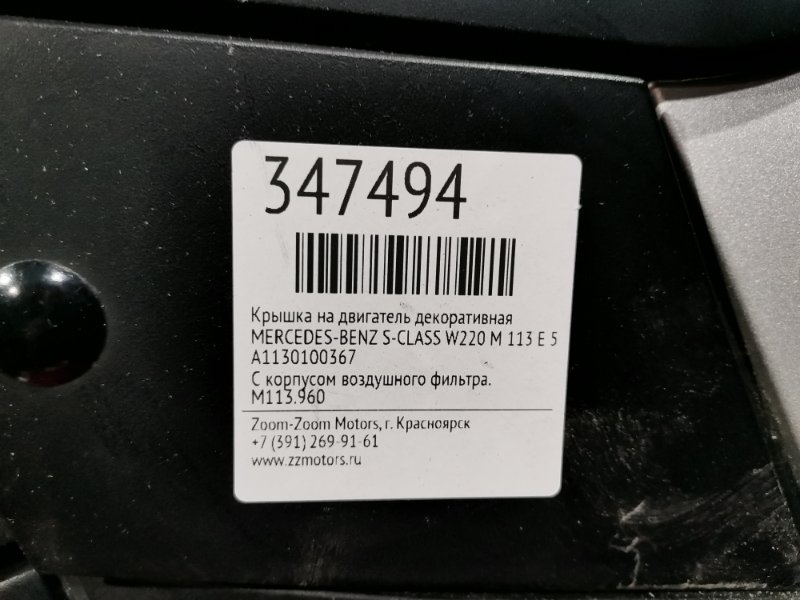 347494
Крышка на двигатель декоративная
MERCEDES-BENZ S-CLASS W220 M 113 E 5
A1130100367
С корпусом воздушного фильтра.
M113.960
Zoom-Zoom Motors, г. Красноярск
+7 (391) 269-91-61
www.zzmotors.ru